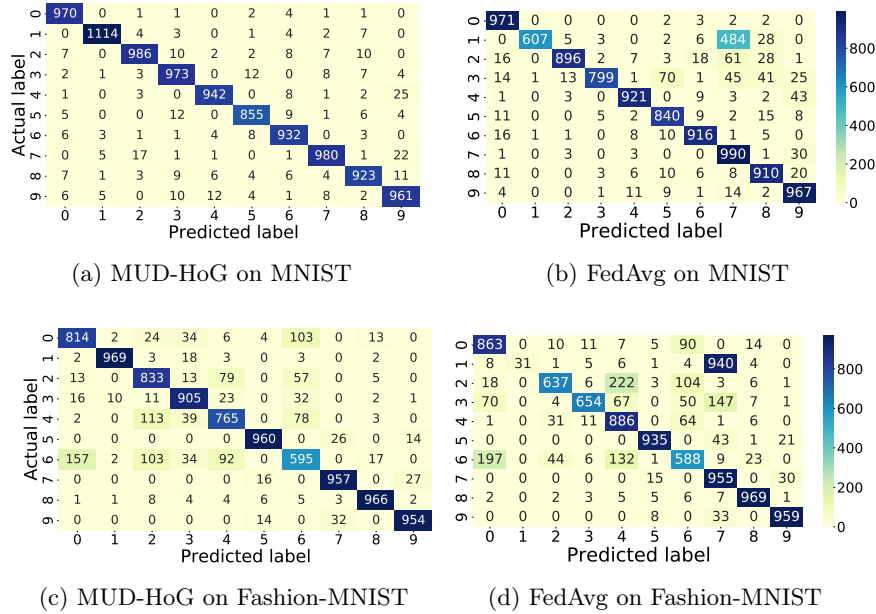 0 970 0 1 1 0 2 4 1 1 0
1 0 1114 4 3 0 1 4 2 7 0
2 7 0 986 10 2 2 8 7 10 0
3 2 1 3 973 0 12 0 8 7 4
4 1 0 3 0 942 0 9 1 2 25
5 3 0 0 12 0 855 9 1 6 4
6 6 3 1 1 4 8 932 0 3 0
7 0 5 17 1 1 0 1 980 1 22
8 7 1 3 9 6 4 6 4 923 11
9 6 5 0 10 12 4 1 8 2 961
0 1 2 3 4 5 6 7 8 9
Actual label
Predicted label
(a) MUD-HoG on MNIST
0 971 0 0 0 0 2 3 2 2 0
1 0 607 5 3 0 2 6 484 28 0
2 16 0 896 2 7 3 18 61 28 1
3 14 1 13 799 1 70 1 45 41 25
4 1 0 3 0 921 0 9 3 2 43
5 11 0 0 5 2 840 9 2 15 8
6 16 1 1 0 8 10 916 1 5 0
7 1 0 3 0 3 0 0 990 1 30
8 11 0 0 3 6 10 6 8 910 20
9 4 0 0 1 11 9 1 14 2 967
0 1 2 3 4 5 6 7 8 9
Predicted label
800
600
400
200
0
(b) FedAvg on MNIST
0 814 2 24 34 6 4 103 0 13 0
1 2 969 3 18 3 0 3 0 2 0
2 13 0 833 13 79 0 57 0 5 0
3 16 10 11 905 23 0 32 0 2 1
4 2 0 113 39 765 0 78 0 3 0
5 0 0 0 0 0 960 0 26 0 14
6 157 2 103 34 92 0 595 0 17 0
7 0 0 0 0 0 16 0 957 0 27
8 1 1 8 4 4 6 5 3 966 2
9 0 0 0 0 0 14 0 32 0 954
0 1 2 3 4 5 6 7 8 9
Actual label
Predicted label
(c) MUD-HoG on Fashion-MNIST
0 863 0 10 11 7 5 90 0 14 0
1 8 31 1 5 6 1 4 940 4 0
2 18 0 637 6 222 3 104 3 6 1
3 70 0 4 654 67 0 50 147 7 1
4 1 0 31 11 886 0 64 1 6 0
5 0 0 0 0 0 935 0 43 1 21
6 197 0 44 6 132 1 588 9 23 0
7 0 0 0 0 0 15 0 955 0 30
8 2 0 2 3 5 5 6 7 969 1
9 0 0 0 0 0 8 0 33 0 959
0 1 2 3 4 5 6 7 8 9
Predicted label
800
600
400
200
0
(d) FedAvg on Fashion-MNIST